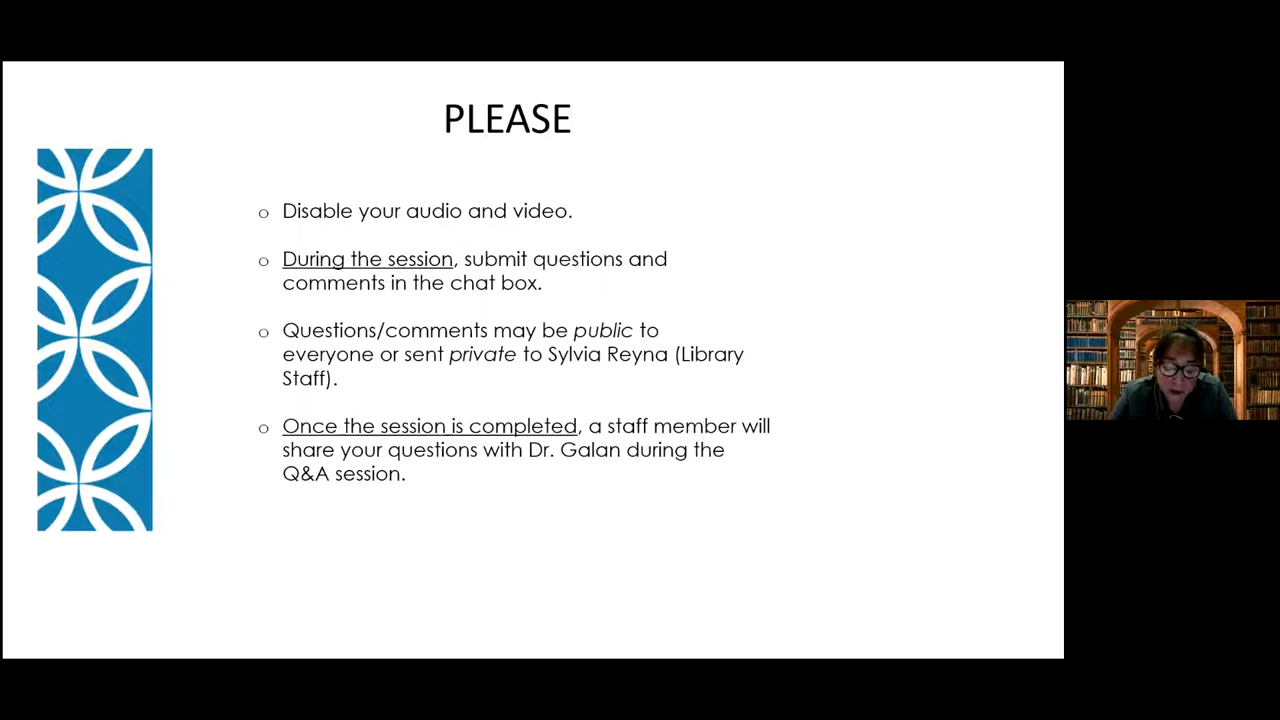 PLEASE
o Disable your audio and video.
o During the session, submit questions and
comments in the chat box.
o Questions/comments may be public to
everyone or sent private to Sylvia Reyna (Library
Staff).
o Once the session is completed, a staff member will
share your questions with Dr. Galan during the
Q&A session.